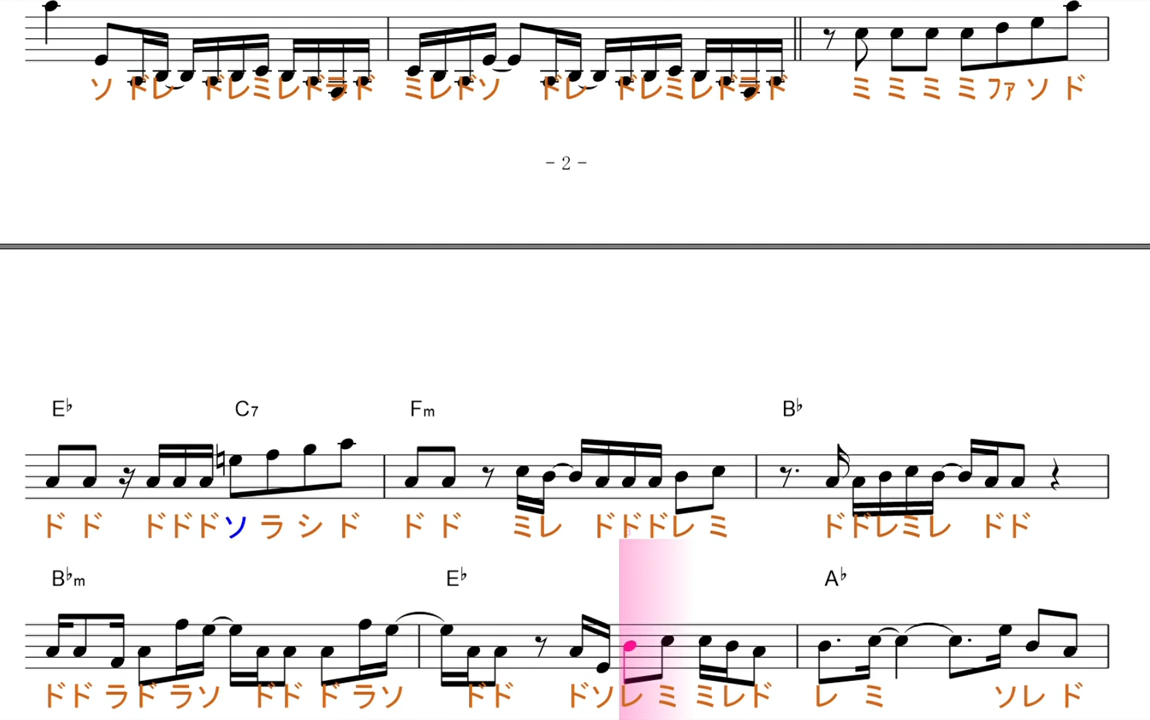 ソ ドレ ドレミレドラド ミレドソ ドレ ドレミレドラド ミ ミ ミ ミ ファ ソ ド
- 2 -
E♭ C7 Fm B♭
ド ド ドドド ソ ラ シ ド ド ド ミレ ドドドレ ミ ドドレミレ ドド
B♭m E♭ A♭
ドド ラド ラソ ドド ド ラソ ドド ドソレ ミ ミレド レ ミ ソレ ド